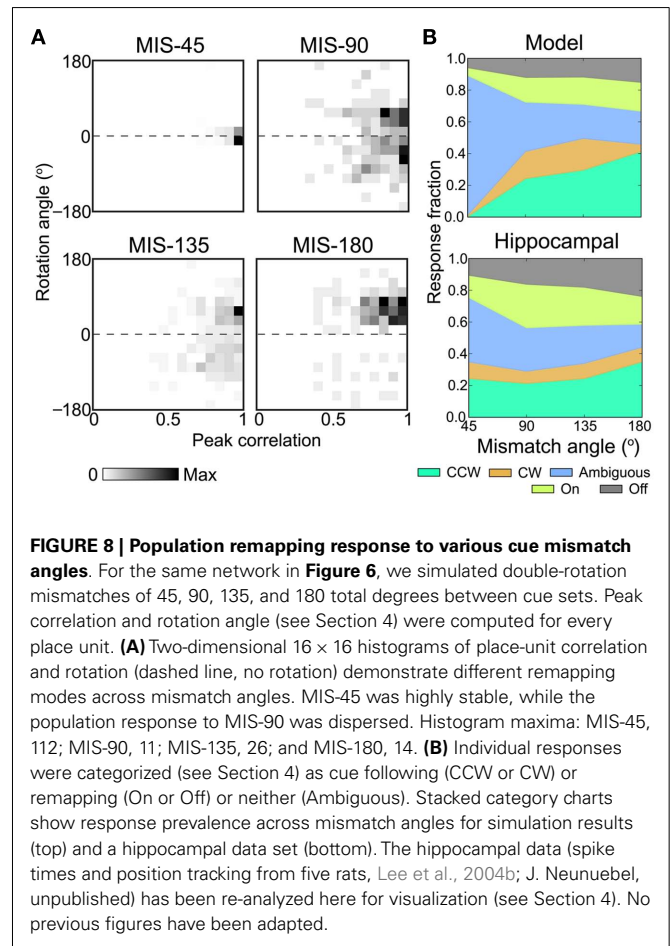 A
B
MIS-45
MIS-90
Model
180
0
−180
Rotation angle (°)
1.0
0.8
0.6
0.4
0.2
0.0
Response fraction
MIS-135
MIS-180
Hippocampal
180
0
−180
0
0.5
1
0
0.5
1
Peak correlation
1.0
0.8
0.6
0.4
0.2
0.0
45
90
135
180
Mismatch angle (°)
0
Max
CCW
CW
Ambiguous
On
Off
FIGURE 8 | Population remapping response to various cue mismatch
angles. For the same network in Figure 6, we simulated double-rotation
mismatches of 45, 90, 135, and 180 total degrees between cue sets. Peak
correlation and rotation angle (see Section 4) were computed for every
place unit. (A) Two-dimensional 16 × 16 histograms of place-unit correlation
and rotation (dashed line, no rotation) demonstrate different remapping
modes across mismatch angles. MIS-45 was highly stable, while the
population response to MIS-90 was dispersed. Histogram maxima: MIS-45,
112; MIS-90, 11; MIS-135, 26; and MIS-180, 14. (B) Individual responses
were categorized (see Section 4) as cue following (CCW or CW) or
remapping (On or Off) or neither (Ambiguous). Stacked category charts
show response prevalence across mismatch angles for simulation results
(top) and a hippocampal data set (bottom). The hippocampal data (spike
times and position tracking from five rats, Lee et al., 2004b; J. Neunuebel,
unpublished) has been re-analyzed here for visualization (see Section 4). No
previous figures have been adapted.